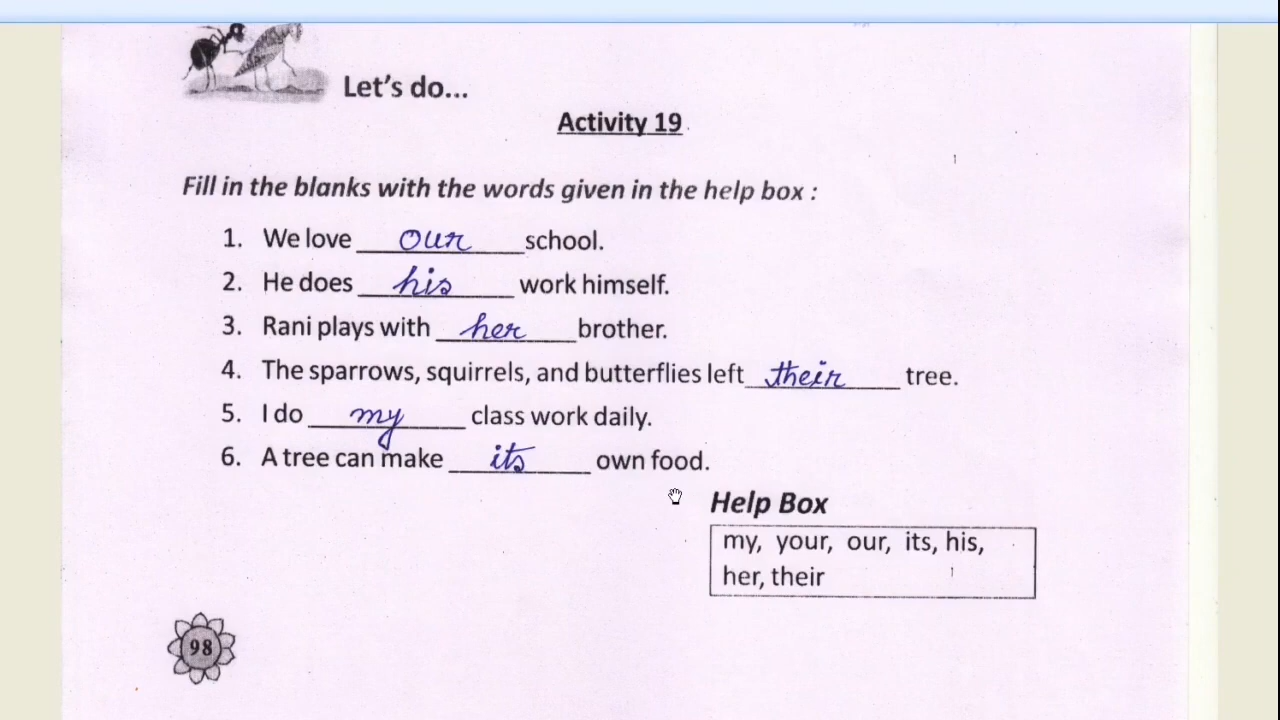 Let's do...
Activity 19
Fill in the blanks with the words given in the help box :
1. We love our school.
2. He does his work himself.
3. Rani plays with her brother.
4. The sparrows, squirrels, and butterflies left their tree.
5. I do my class work daily.
6. A tree can make its own food.
Help Box
my, your, our, its, his,
her, their
98